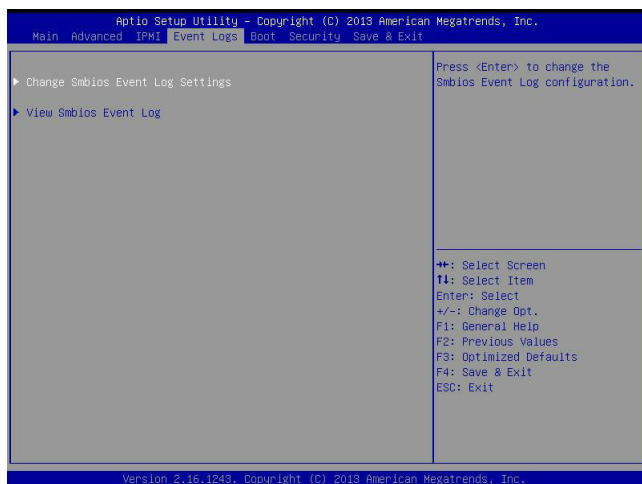 Aptio Setup Utility – Copyright (C) 2013 American Megatrends, Inc.
Main Advanced IPMI Event Logs Boot Security Save & Exit
▶ Change Smbios Event Log Settings
▶ View Smbios Event Log
Press <Enter> to change the
Smbios Event Log configuration.
→←: Select Screen
↑↓: Select Item
Enter: Select
+/-: Change Opt.
F1: General Help
F2: Previous Values
F3: Optimized Defaults
F4: Save & Exit
ESC: Exit
Version 2.16.1243. Copyright (C) 2013 American Megatrends, Inc.